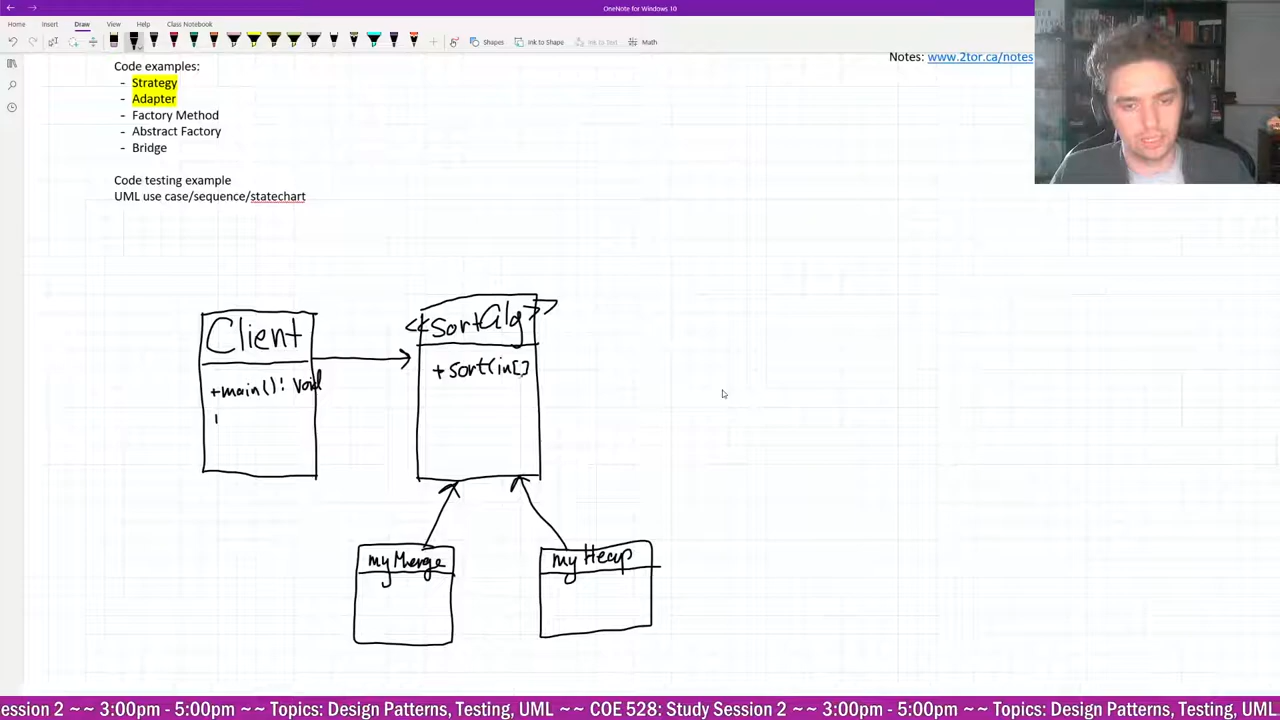 OneNote for Windows 10
Home Insert Draw View Help Class Notebook
Shapes Ink to Shape Ink to Text Math
Notes: www.2tor.ca/notes
Code examples:
- Strategy
- Adapter
- Factory Method
- Abstract Factory
- Bridge
Code testing example
UML use case/sequence/statechart
Client
+main(): void
<<SortAlg>>
+sort(in[]
myMerge
myHeap
ession 2 ~~ 3:00pm - 5:00pm ~~ Topics: Design Patterns, Testing, UML ~~ COE 528: Study Session 2 ~~ 3:00pm - 5:00pm ~~ Topics: Design Patterns, Testing, UML